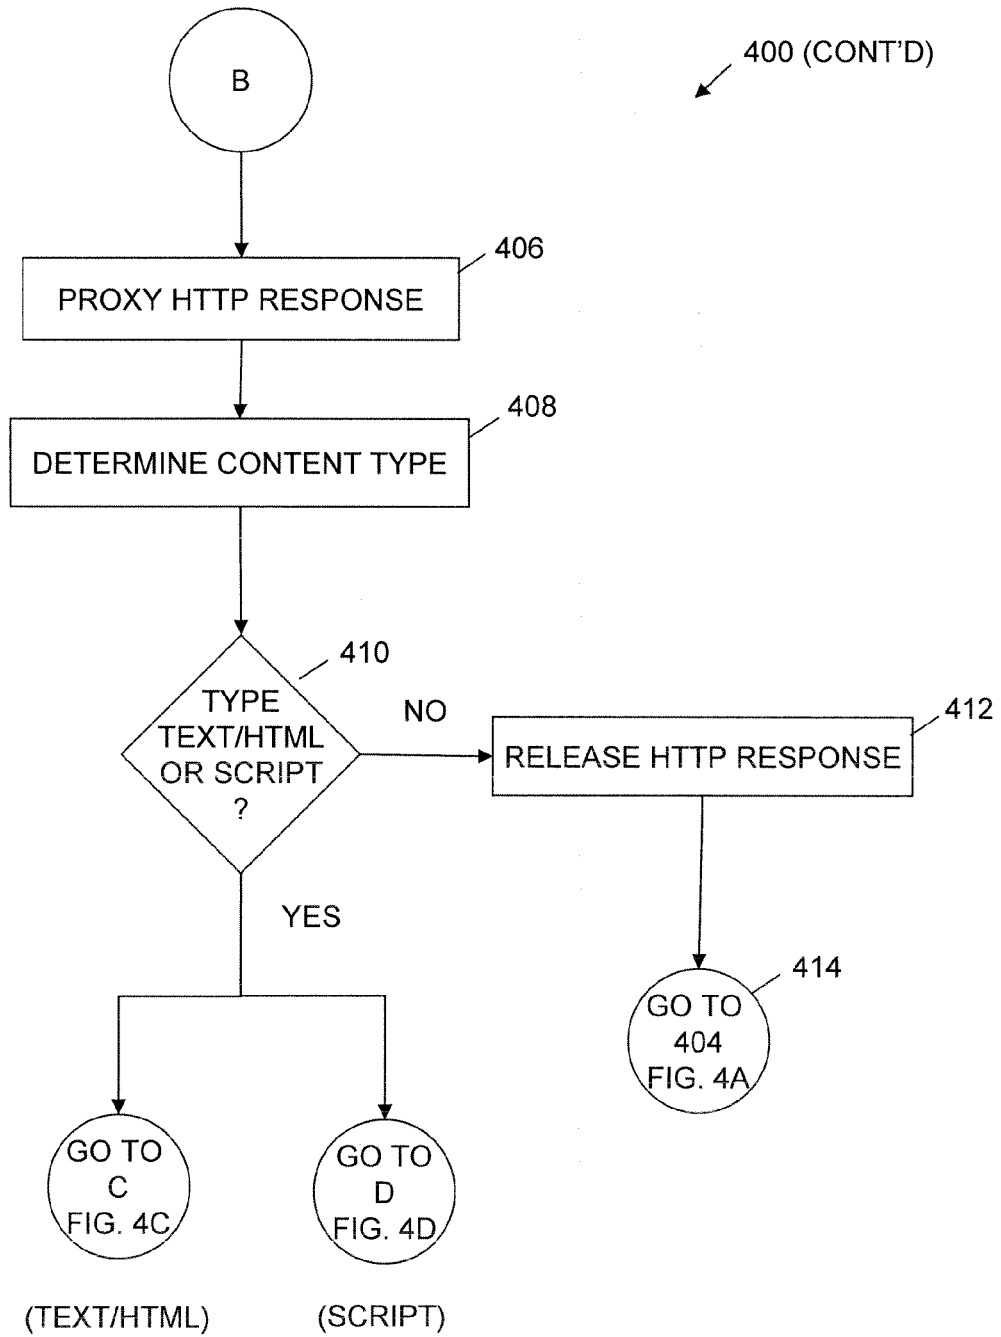 B
400 (CONT'D)
406
PROXY HTTP RESPONSE
408
DETERMINE CONTENT TYPE
410
TYPE
TEXT/HTML
OR SCRIPT
?
NO
412
RELEASE HTTP RESPONSE
YES
414
GO TO
404
FIG. 4A
GO TO
C
FIG. 4C
GO TO
D
FIG. 4D
(TEXT/HTML)
(SCRIPT)